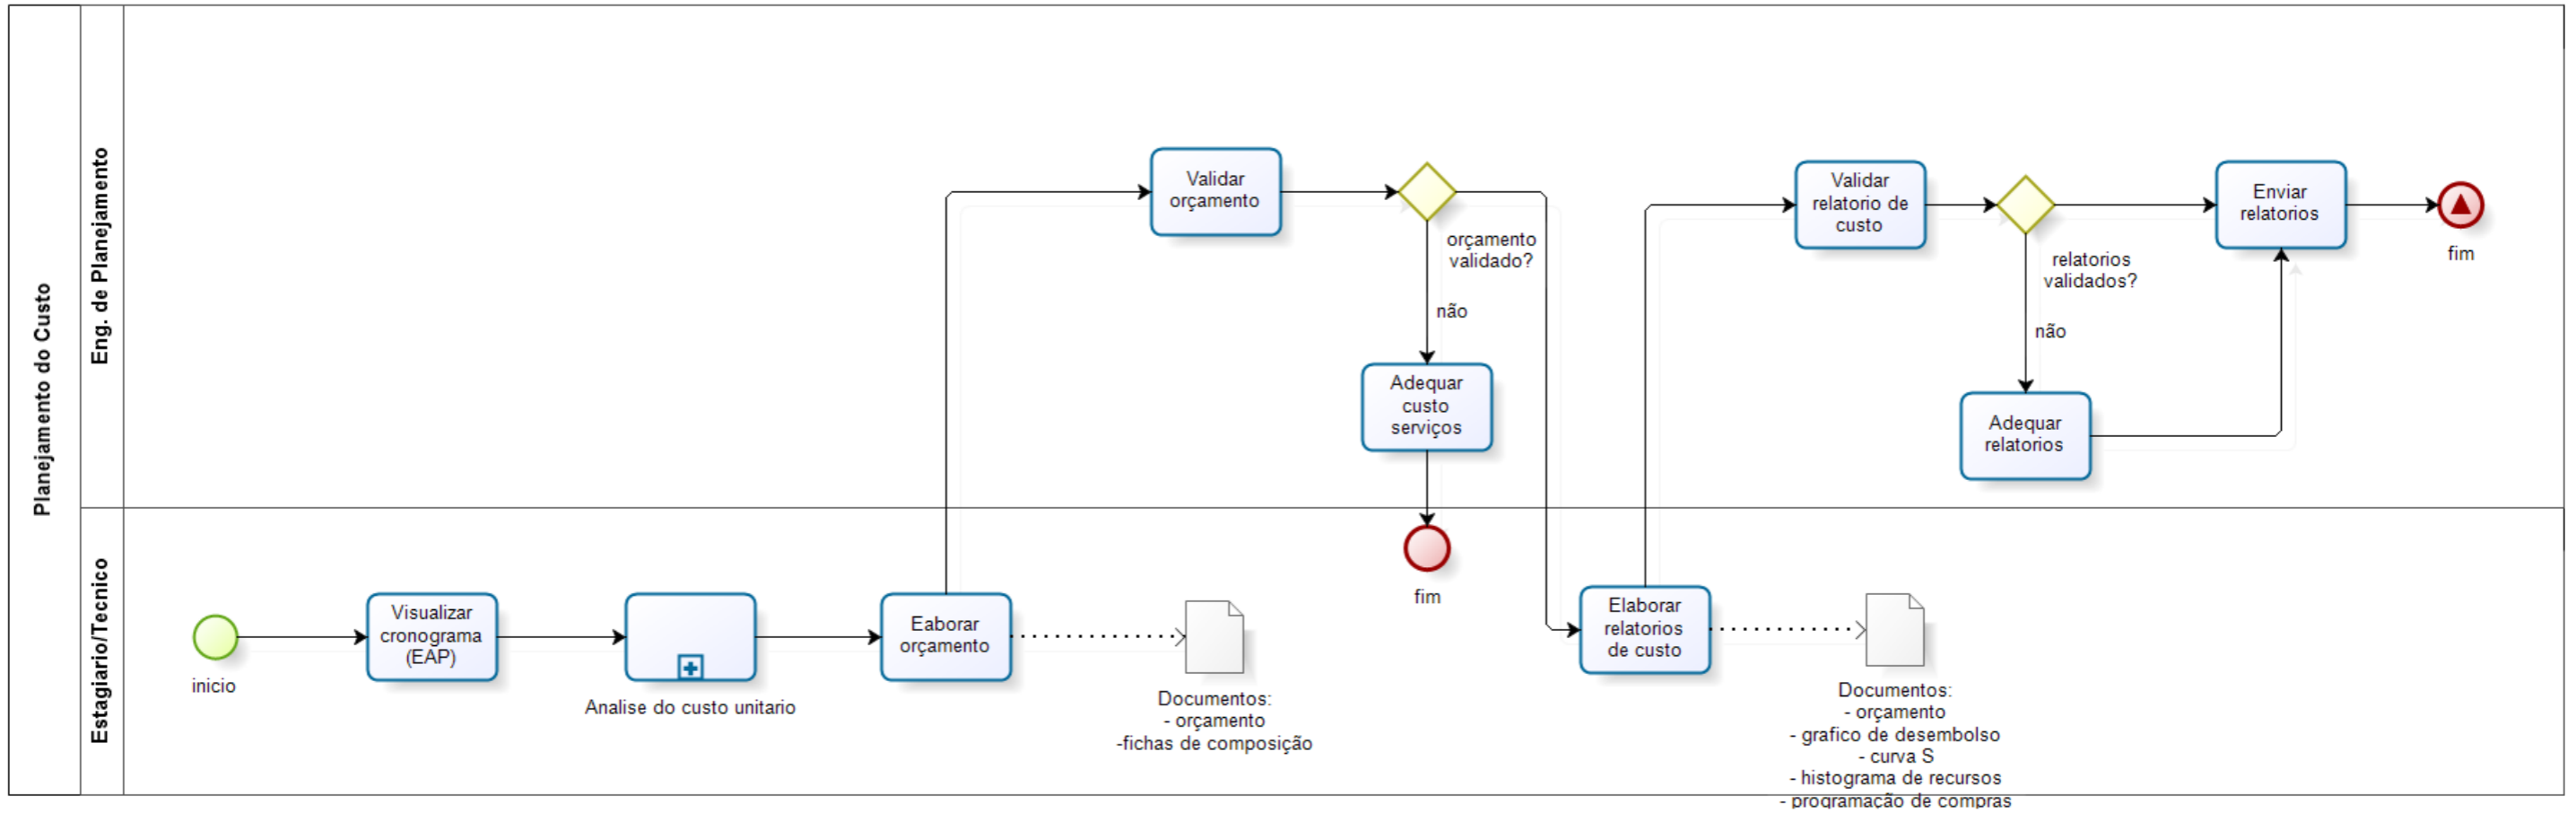 Planejamento do Custo
Eng. de Planejamento
Validar
orçamento
orçamento
validado?
não
Adequar
custo
serviços
fim
Validar
relatorio de
custo
relatorios
validados?
não
Adequar
relatorios
Enviar
relatorios
fim
Estagiario/Tecnico
inicio
Visualizar
cronograma
(EAP)
Analise do custo unitario
Eaborar
orçamento
Documentos:
- orçamento
-fichas de composição
Elaborar
relatorios
de custo
Documentos:
- orçamento
- grafico de desembolso
- curva S
- histograma de recursos
- programação de compras